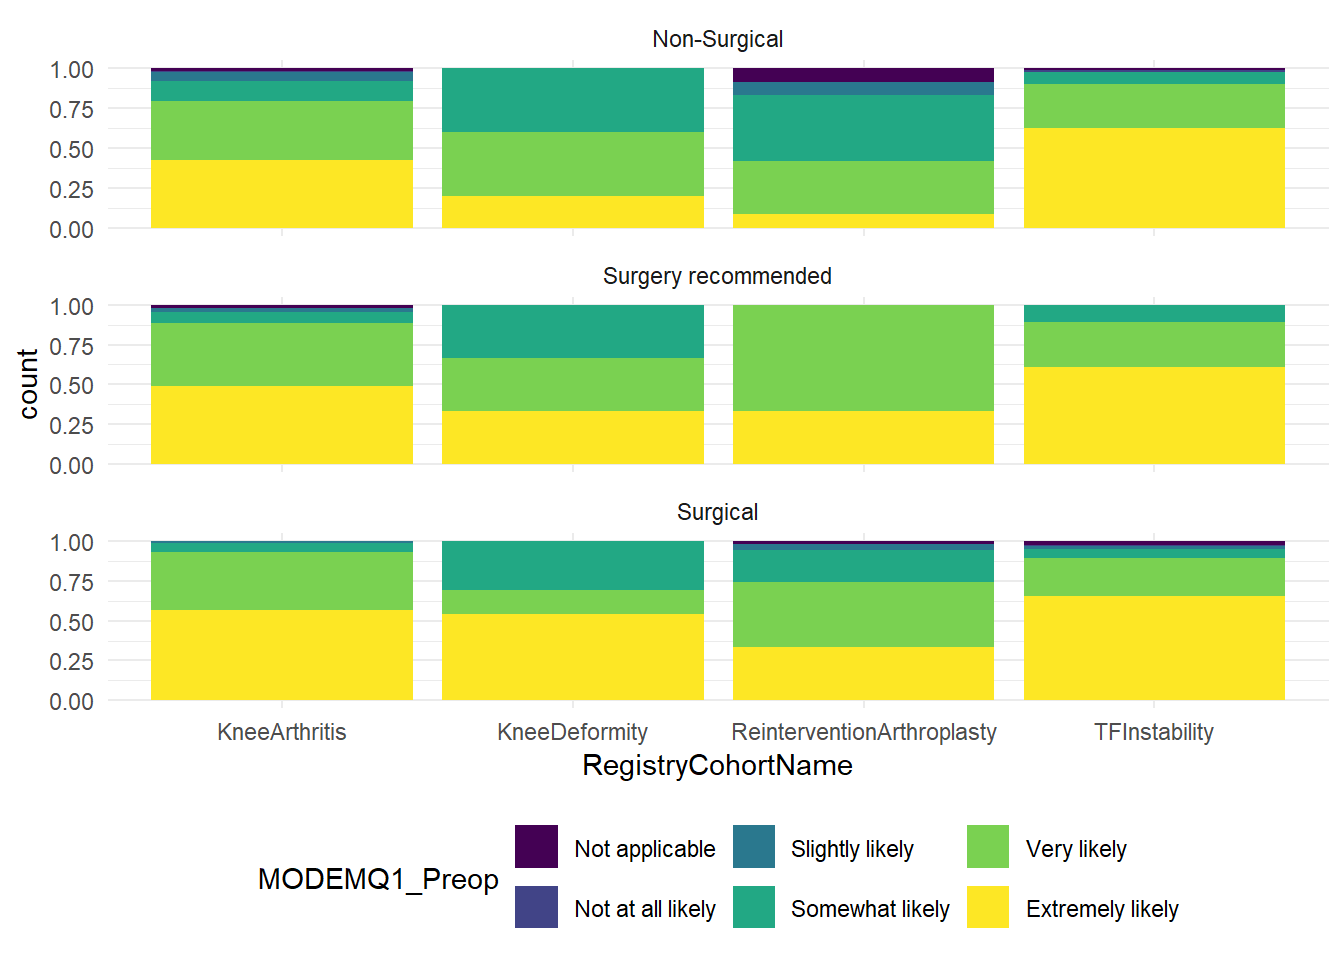 Non-Surgical
1.00
0.75
0.50
0.25
0.00
Surgery recommended
1.00
0.75
0.50
0.25
0.00
count
Surgical
1.00
0.75
0.50
0.25
0.00
KneeArthritis KneeDeformity ReinterventionArthroplasty TFInstability
RegistryCohortName
MODEMQ1_Preop
Not applicable Slightly likely Very likely
Not at all likely Somewhat likely Extremely likely